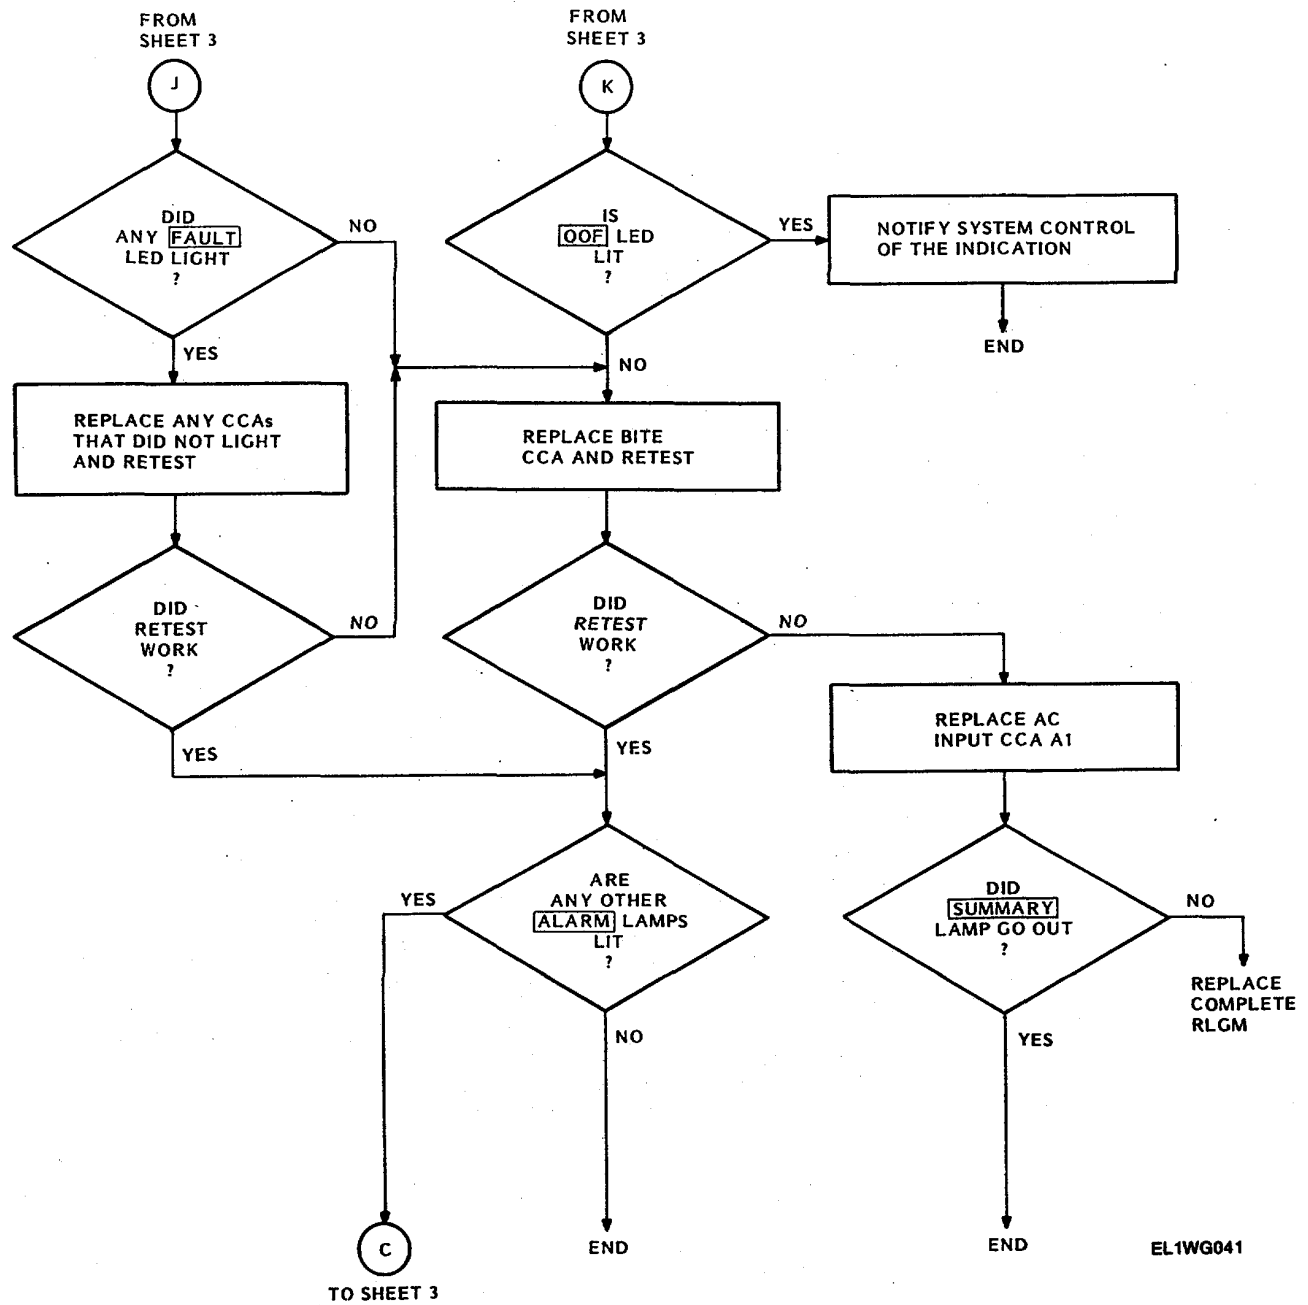 FROM
SHEET 3
J
DID
ANY FAULT
LED LIGHT
?
NO
YES
REPLACE ANY CCAs
THAT DID NOT LIGHT
AND RETEST
DID
RETEST
WORK
?
NO
YES
FROM
SHEET 3
K
IS
OOF LED
LIT
?
YES
NOTIFY SYSTEM CONTROL
OF THE INDICATION
END
NO
REPLACE BITE
CCA AND RETEST
DID
RETEST
WORK
?
NO
YES
REPLACE AC
INPUT CCA A1
ARE
ANY OTHER
ALARM LAMPS
LIT
?
YES
NO
DID
SUMMARY
LAMP GO OUT
?
NO
REPLACE
COMPLETE
RLGM
YES
C
TO SHEET 3
END
END
EL1WG041